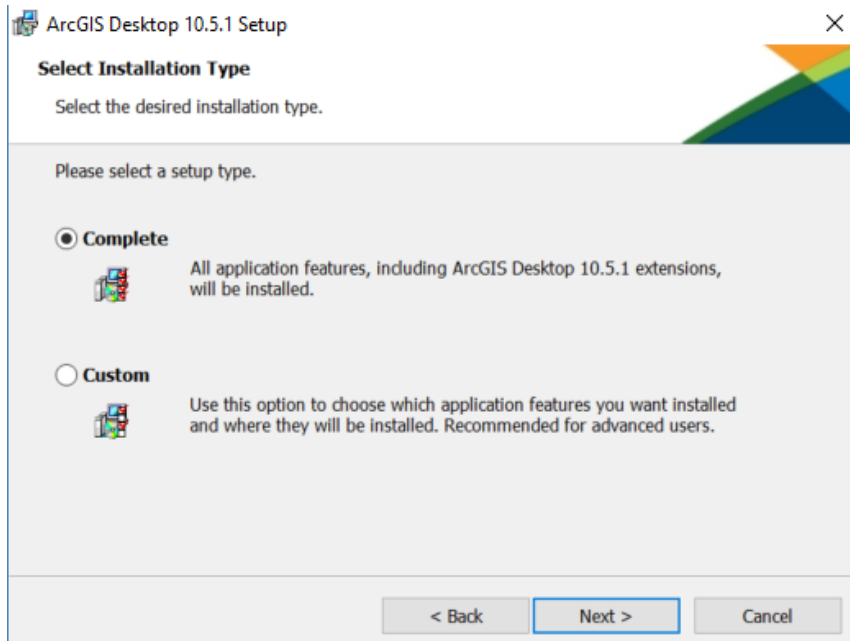 ArcGIS Desktop 10.5.1 Setup
Select Installation Type
Select the desired installation type.
Please select a setup type.
Complete
All application features, including ArcGIS Desktop 10.5.1 extensions,
will be installed.
Custom
Use this option to choose which application features you want installed
and where they will be installed. Recommended for advanced users.
< Back
Next >
Cancel